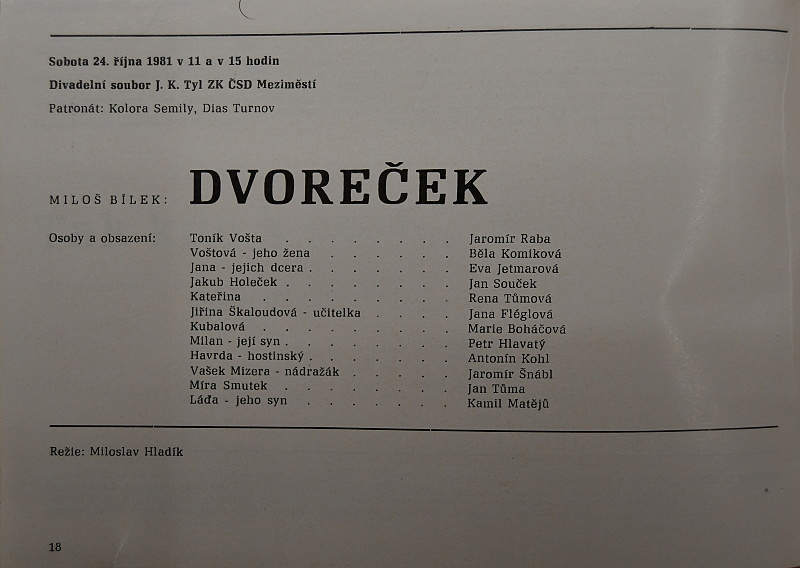 Sobota 24. října 1981 v 11 a v 15 hodin
Divadelní soubor J. K. Tyl ZK ČSD Meziměstí
Patronát: Kolora Semily, Dias Turnov
MILOŠ BÍLEK: DVOREČEK
Osoby a obsazení: Toník Vošta . . . . . . . . Jaromír Raba
Voštová - jeho žena . . . . . . Běla Komiková
Jana - jejich dcera . . . . . . . Eva Jetmarová
Jakub Holeček . . . . . . . . Jan Souček
Kateřina . . . . . . . . . Rena Tůmová
Jiřina Škaloudová - učitelka . . . . Jana Fléglová
Kubalová . . . . . . . . . Marie Boháčová
Milan - její syn . . . . . . . . Petr Hlavatý
Havrda - hostinský . . . . . . . Antonín Kohl
Vašek Mizera - nádražák . . . . . Jaromír Šnábl
Míra Smutek . . . . . . . . Jan Tůma
Láďa - jeho syn . . . . . . . Kamil Matějů
Režie: Miloslav Hladík
18